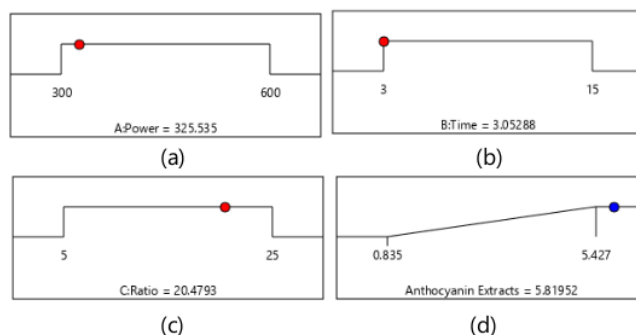 300 600
A:Power = 325.535
(a)
3 15
B:Time = 3.05288
(b)
5 25
C:Ratio = 20.4793
(c)
0.835 5.427
Anthocyanin Extracts = 5.81952
(d)